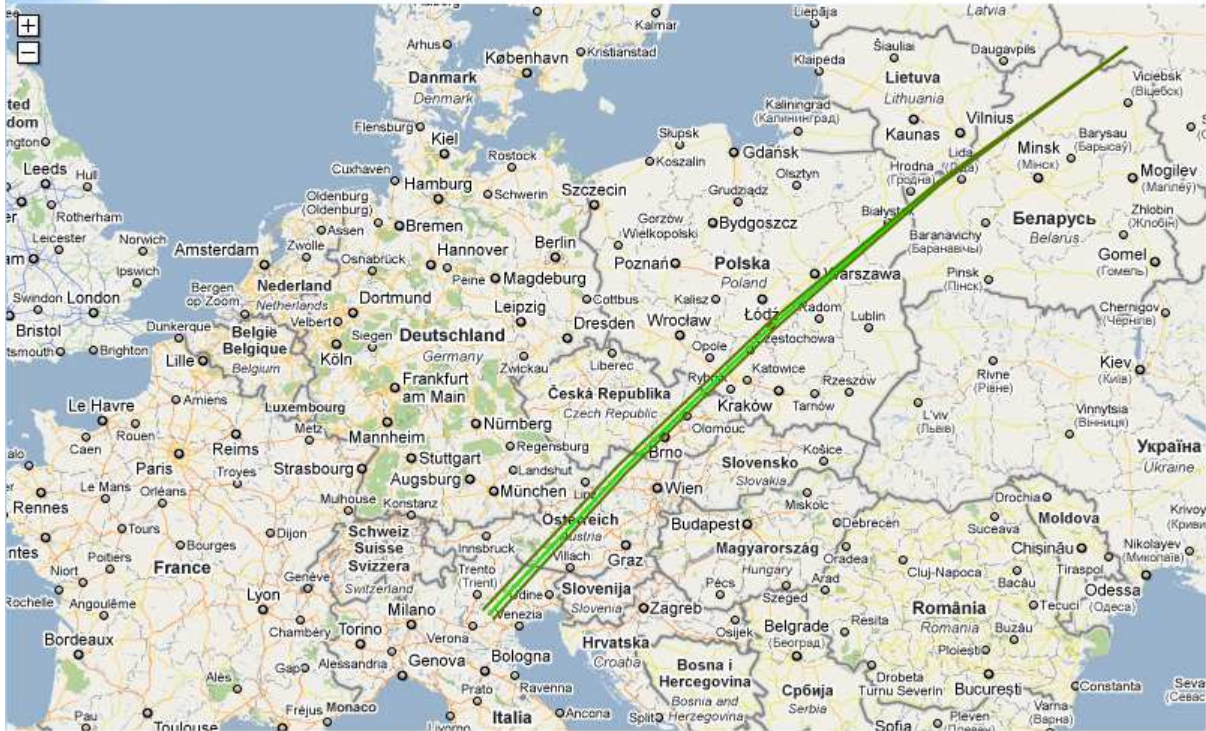 Liepāja
Latvia
Kalmar
Århus
København
Kristianstad
Klaipėda
Šiauliai
Daugavpils
Danmark
Denmark
Lietuva
Lithuania
Viciebsk
(Віцебск)
Kaliningrad
(Калининград)
Flensburg
Kiel
Kaunas
Vilnius
Leeds
Hull
Rotherham
Cuxhaven
Rostock
Słupsk
Koszalin
Gdańsk
Lida
(Ліда)
Minsk
(Мінск)
Barysau
(Барысаў)
Hamburg
Schwerin
Szczecin
Olsztyn
Hrodna
(Гродна)
Mogilev
(Магілёў)
Oldenburg
(Oldenburg)
Assen
Bremen
Grudziądz
Bydgoszcz
Białystok
Беларусь
Belarus
Zhlobin
(Жлобін)
Leicester
Norwich
Amsterdam
Zwolle
Hannover
Berlin
Gorzów
Wielkopolski
Baranavichy
(Баранавічы)
Gomel
(Гомель)
Ipswich
Osnabrück
Peine
Magdeburg
Poznań
Polska
Poland
Warszawa
Pinsk
(Пінск)
Swindon
London
Bergen
op Zoom
Nederland
Netherlands
Dortmund
Leipzig
Cottbus
Kalisz
Łódź
Radom
Lublin
Chernigov
(Чернігів)
Bristol
Brighton
Dunkerque
België
Belgique
Belgium
Velbert
Siegen
Köln
Deutschland
Germany
Dresden
Wrocław
Opole
Częstochowa
Lille
Zwickau
Liberec
Rybnik
Katowice
Rivne
(Рівне)
Kiev
(Київ)
Le Havre
Amiens
Frankfurt
am Main
Česká Republika
Czech Republic
Kraków
Tarnów
Rzeszów
L'viv
(Львів)
Vinnytsia
(Вінниця)
Caen
Rouen
Reims
Luxembourg
Metz
Mannheim
Nürnberg
Regensburg
Olomouc
Brno
Україна
Ukraine
Paris
Strasbourg
Stuttgart
Landshut
Slovensko
Slovakia
Košice
Rennes
Le Mans
Orléans
Troyes
Augsburg
München
Linz
Wien
Miskolc
Drochia
Tours
Mulhouse
Konstanz
Österreich
Austria
Budapest
Debrecen
Suceava
Moldova
Dijon
Schweiz
Suisse
Svizzera
Switzerland
Innsbruck
Villach
Graz
Magyarország
Hungary
Oradea
Cluj-Napoca
Chișinău
Nikolayev
(Миколаїв)
Poitiers
Bourges
Niort
France
Genève
Trento
(Trient)
Udine
Slovenija
Slovenia
Pécs
Szeged
Arad
Bacău
Tiraspol
Odessa
(Одеса)
Angoulême
Lyon
Milano
Venezia
Zagreb
România
Romania
Tecuci
Bordeaux
Chambéry
Torino
Verona
Hrvatska
Croatia
Osijek
Belgrade
(Београд)
Resita
Buzău
Ploiești
Gap
Alessandria
Genova
Bologna
Bosna i
Hercegovina
Bosnia and
Herzegovina
Србија
Serbia
Drobeta
Turnu Severin
București
Constanta
Alès
Fréjus
Monaco
Prato
Ravenna
Pau
Toulouse
Livorno
Italia
Ancona
Split
Sofia
Pleven
(Плевен)
Varna
(Варна)